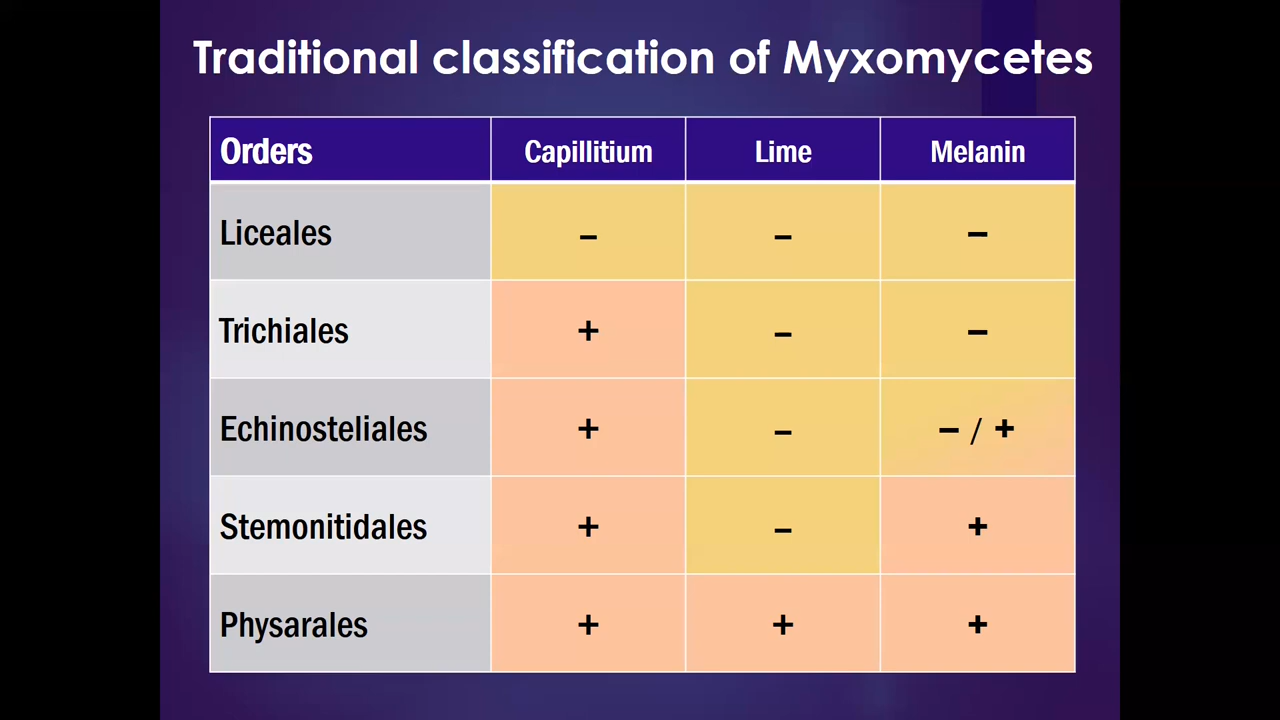 Traditional classification of Myxomycetes
Orders Capillitium Lime Melanin
Liceales – – –
Trichiales + – –
Echinosteliales + – – / +
Stemonitidales + – +
Physarales + + +